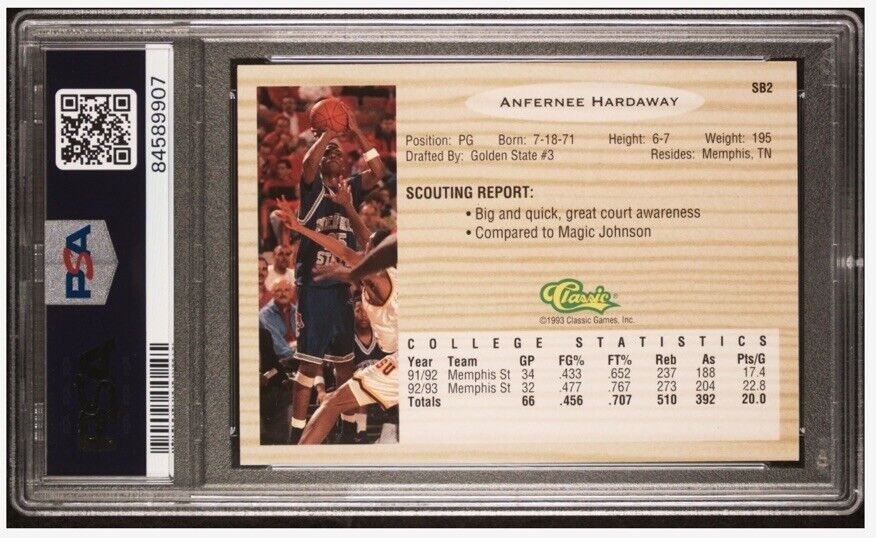 84589907
PSA
PSA
SB2
ANFERNEE HARDAWAY
Position: PG Born: 7-18-71 Height: 6-7 Weight: 195
Drafted By: Golden State #3 Resides: Memphis, TN
SCOUTING REPORT:
• Big and quick, great court awareness
• Compared to Magic Johnson
Classic®
©1993 Classic Games, Inc.
COLLEGE STATISTICS
Year Team GP FG% FT% Reb As Pts/G
91/92 Memphis St 34 .433 .652 237 188 17.4
92/93 Memphis St 32 .477 .767 273 204 22.8
Totals 66 .456 .707 510 392 20.0